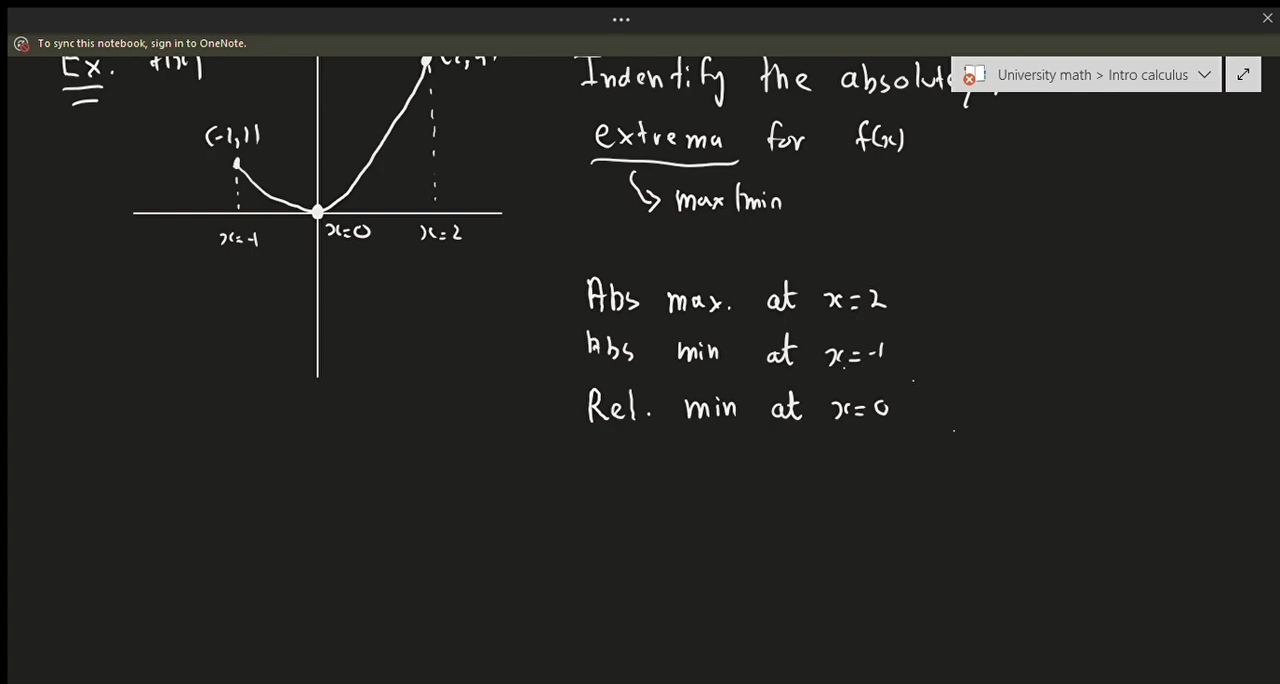 To sync this notebook, sign in to OneNote.
University math > Intro calculus
Ex. f(x)
(-1,1)
x=-1
x=0
x=2
Indentify the absolute
extrema for f(x)
max/min
Abs max. at x=2
Abs min at x=-1
Rel. min at x=0